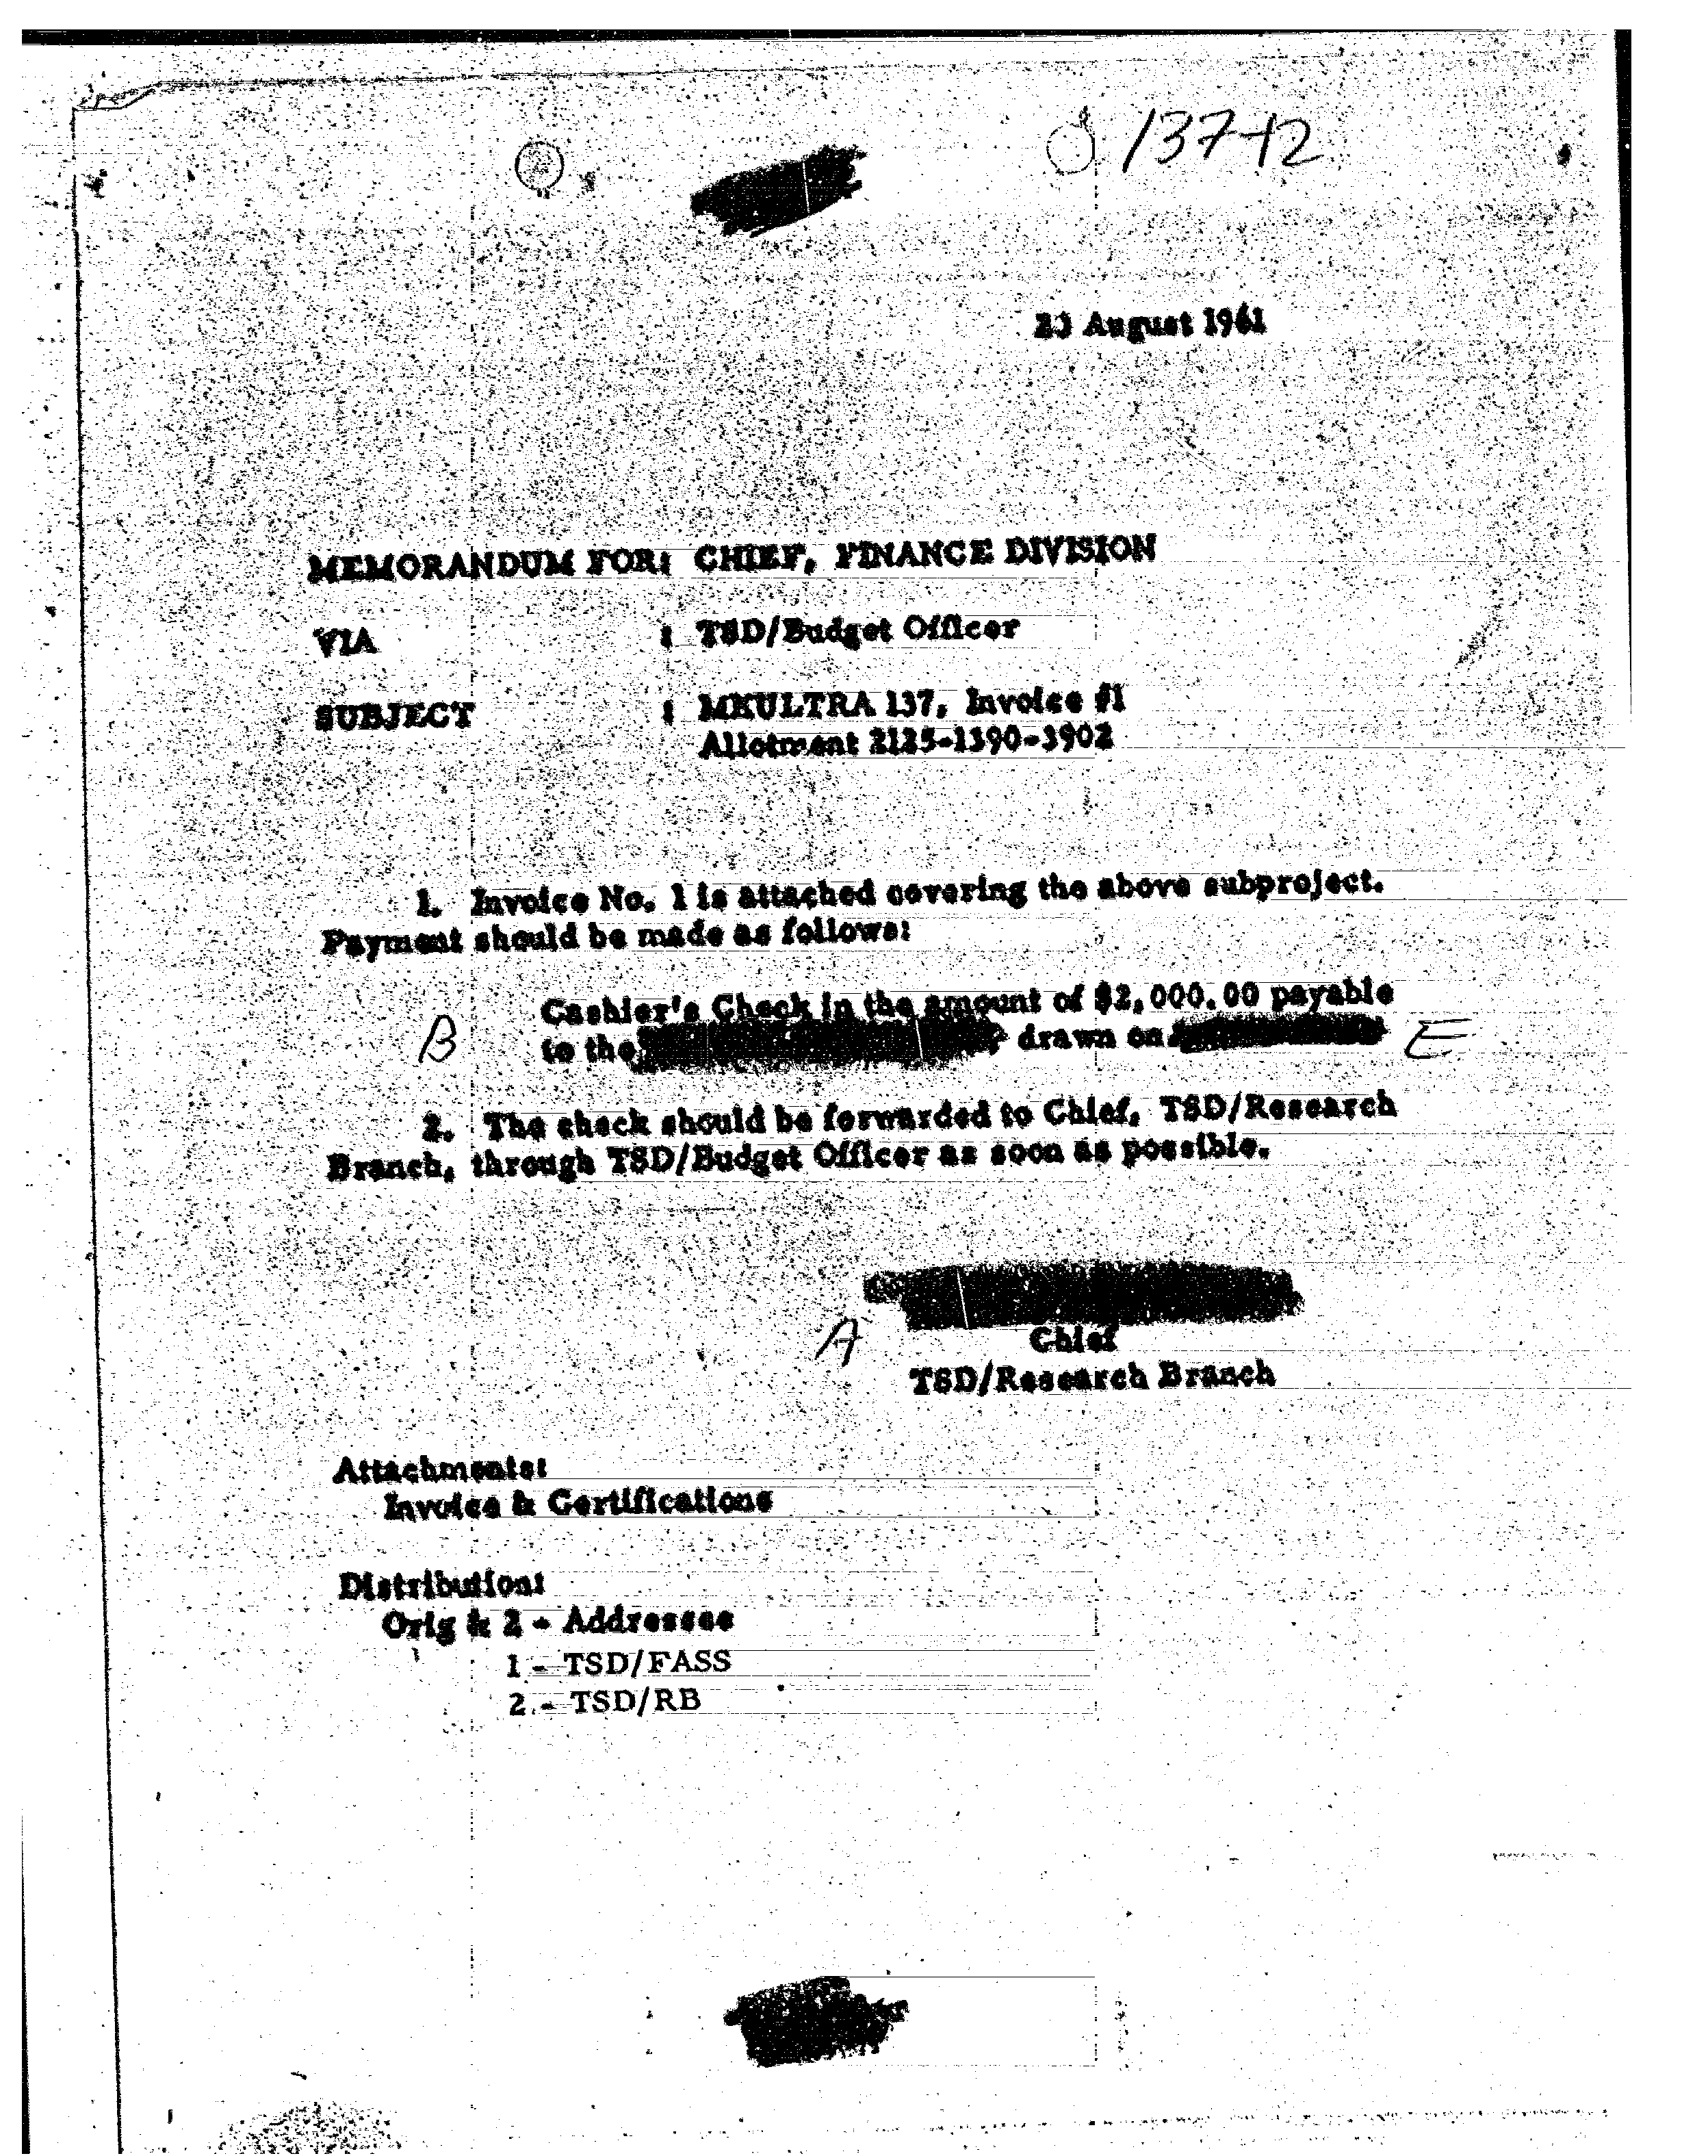 137-12
23 August 1961
MEMORANDUM FOR: CHIEF, FINANCE DIVISION
VIA : TSD/Budget Officer
SUBJECT : MKULTRA 137, Invoice #1
Allotment 2125-1390-3902
1. Invoice No. 1 is attached covering the above subproject.
Payment should be made as follows:
Cashier's Check in the amount of $2,000.00 payable
B to the drawn on E
2. The check should be forwarded to Chief, TSD/Research
Branch, through TSD/Budget Officer as soon as possible.
A Chief
TSD/Research Branch
Attachments:
Invoice & Certifications
Distribution:
Orig & 2 - Addressee
1 - TSD/FASS
2 - TSD/RB